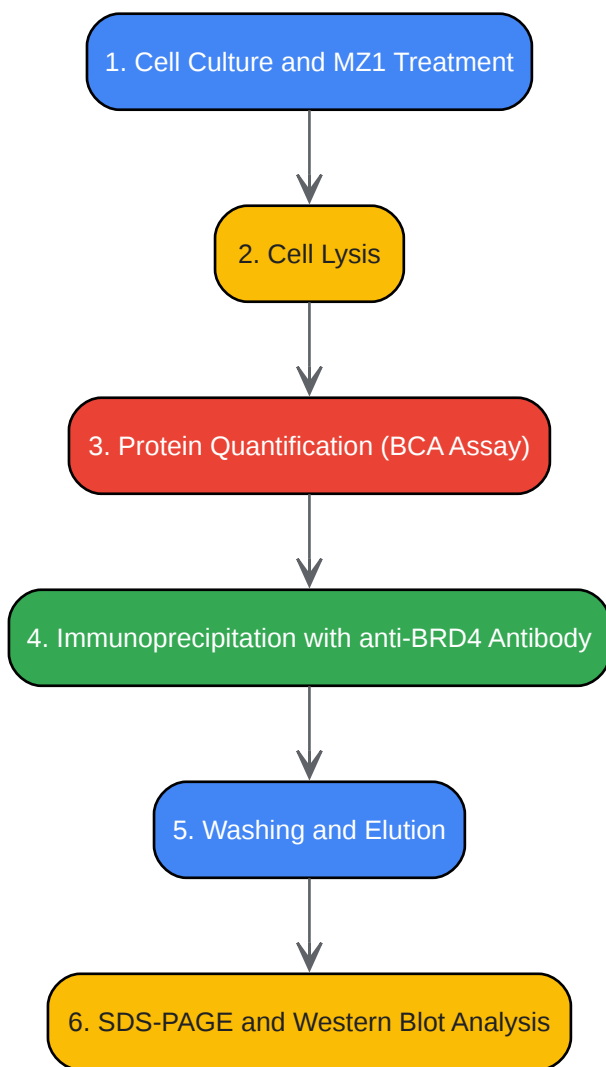 1. Cell Culture and MZ1 Treatment
2. Cell Lysis
3. Protein Quantification (BCA Assay)
4. Immunoprecipitation with anti-BRD4 Antibody
5. Washing and Elution
6. SDS-PAGE and Western Blot Analysis